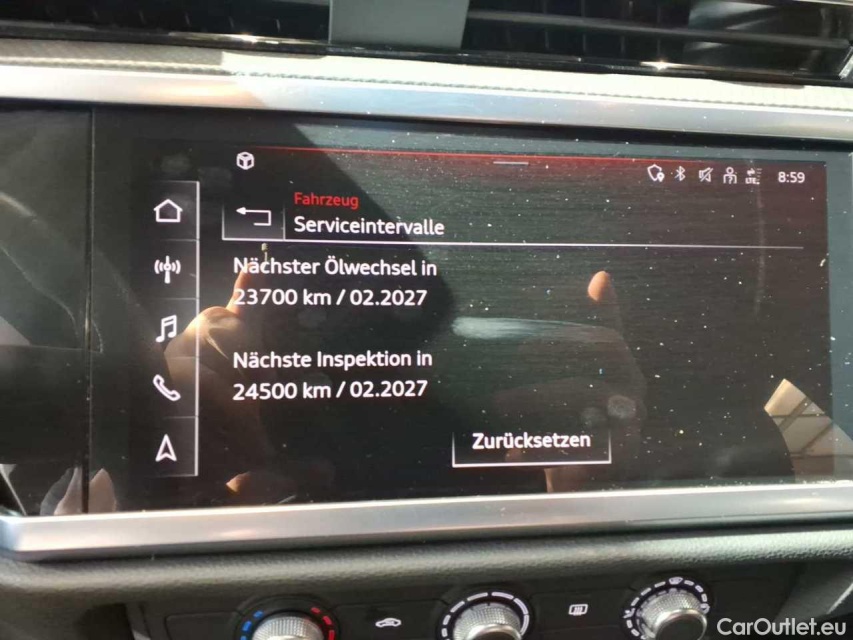 8:59
Fahrzeug
Serviceintervalle
Nächster Ölwechsel in
23700 km / 02.2027
Nächste Inspektion in
24500 km / 02.2027
Zurücksetzen
CarOutlet.eu